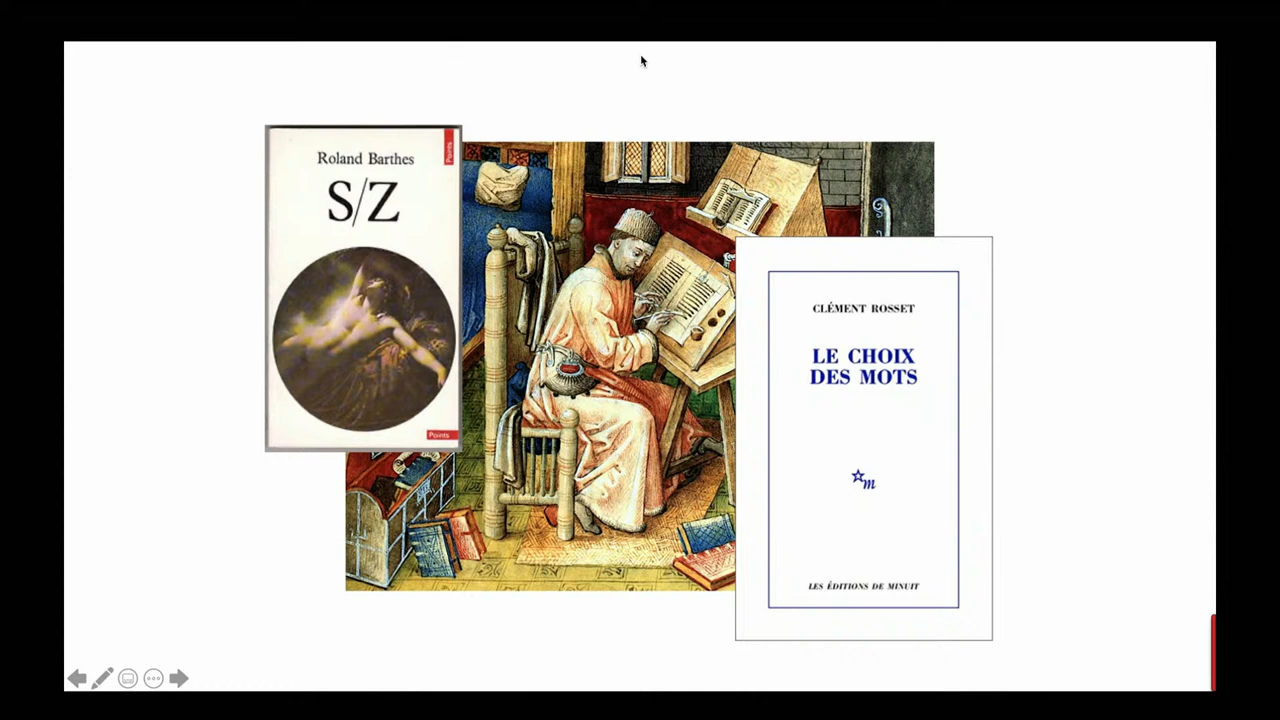 Roland Barthes
S/Z
Points
Points
CLÉMENT ROSSET
LE CHOIX
DES MOTS
m
LES ÉDITIONS DE MINUIT